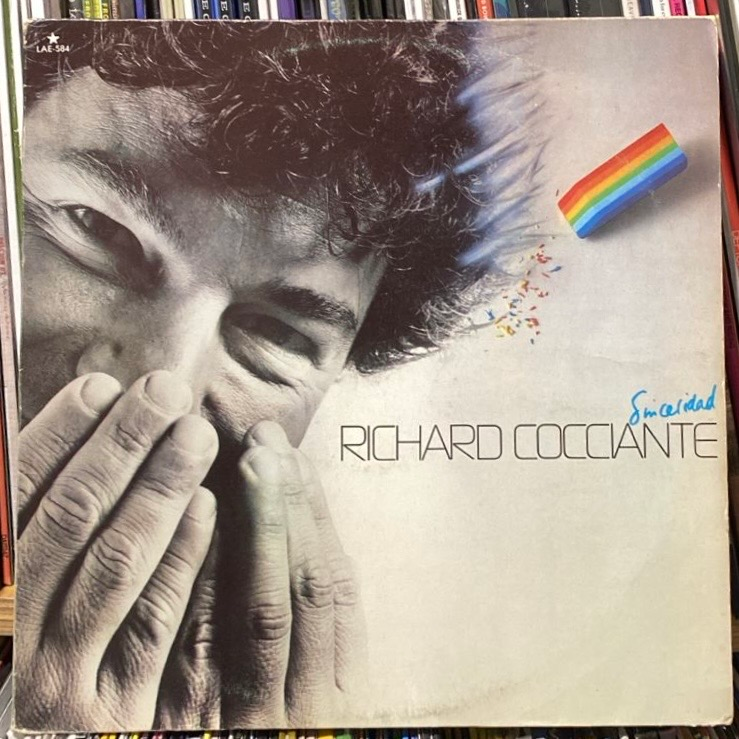 LAE-584
Sinceridad
RICHARD COCCIANTE